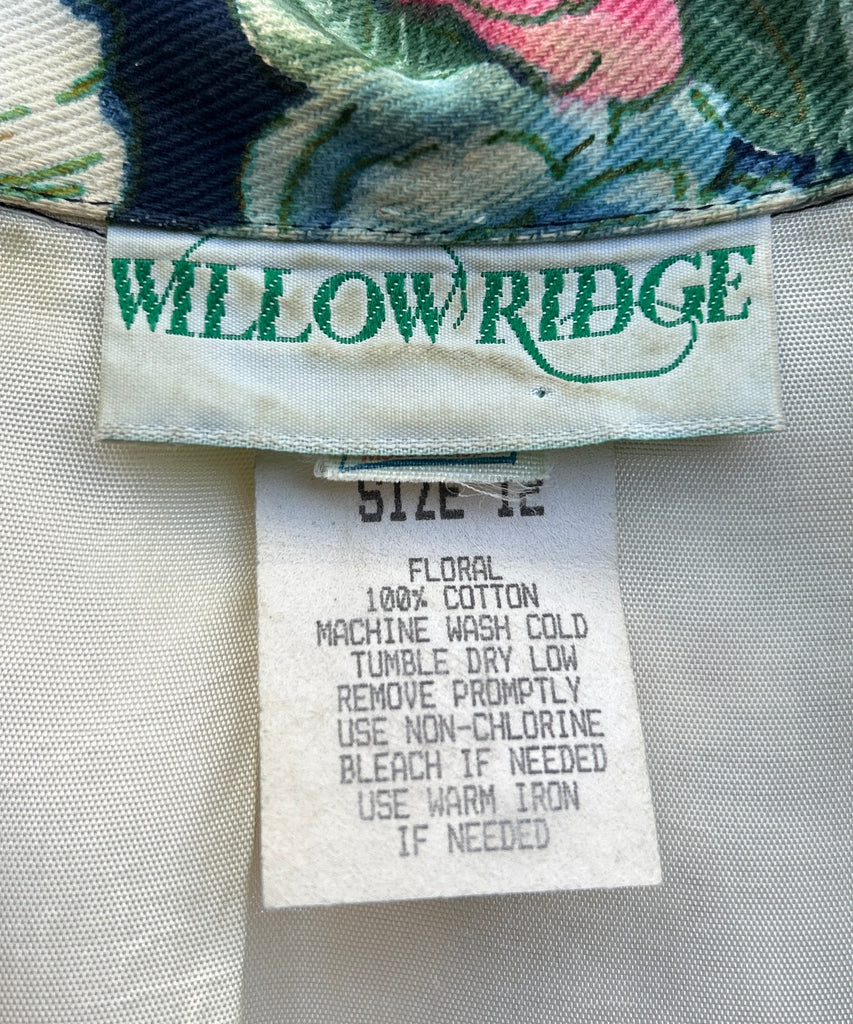 WILLOW RIDGE
SIZE 12
FLORAL
100% COTTON
MACHINE WASH COLD
TUMBLE DRY LOW
REMOVE PROMPTLY
USE NON-CHLORINE
BLEACH IF NEEDED
USE WARM IRON
IF NEEDED